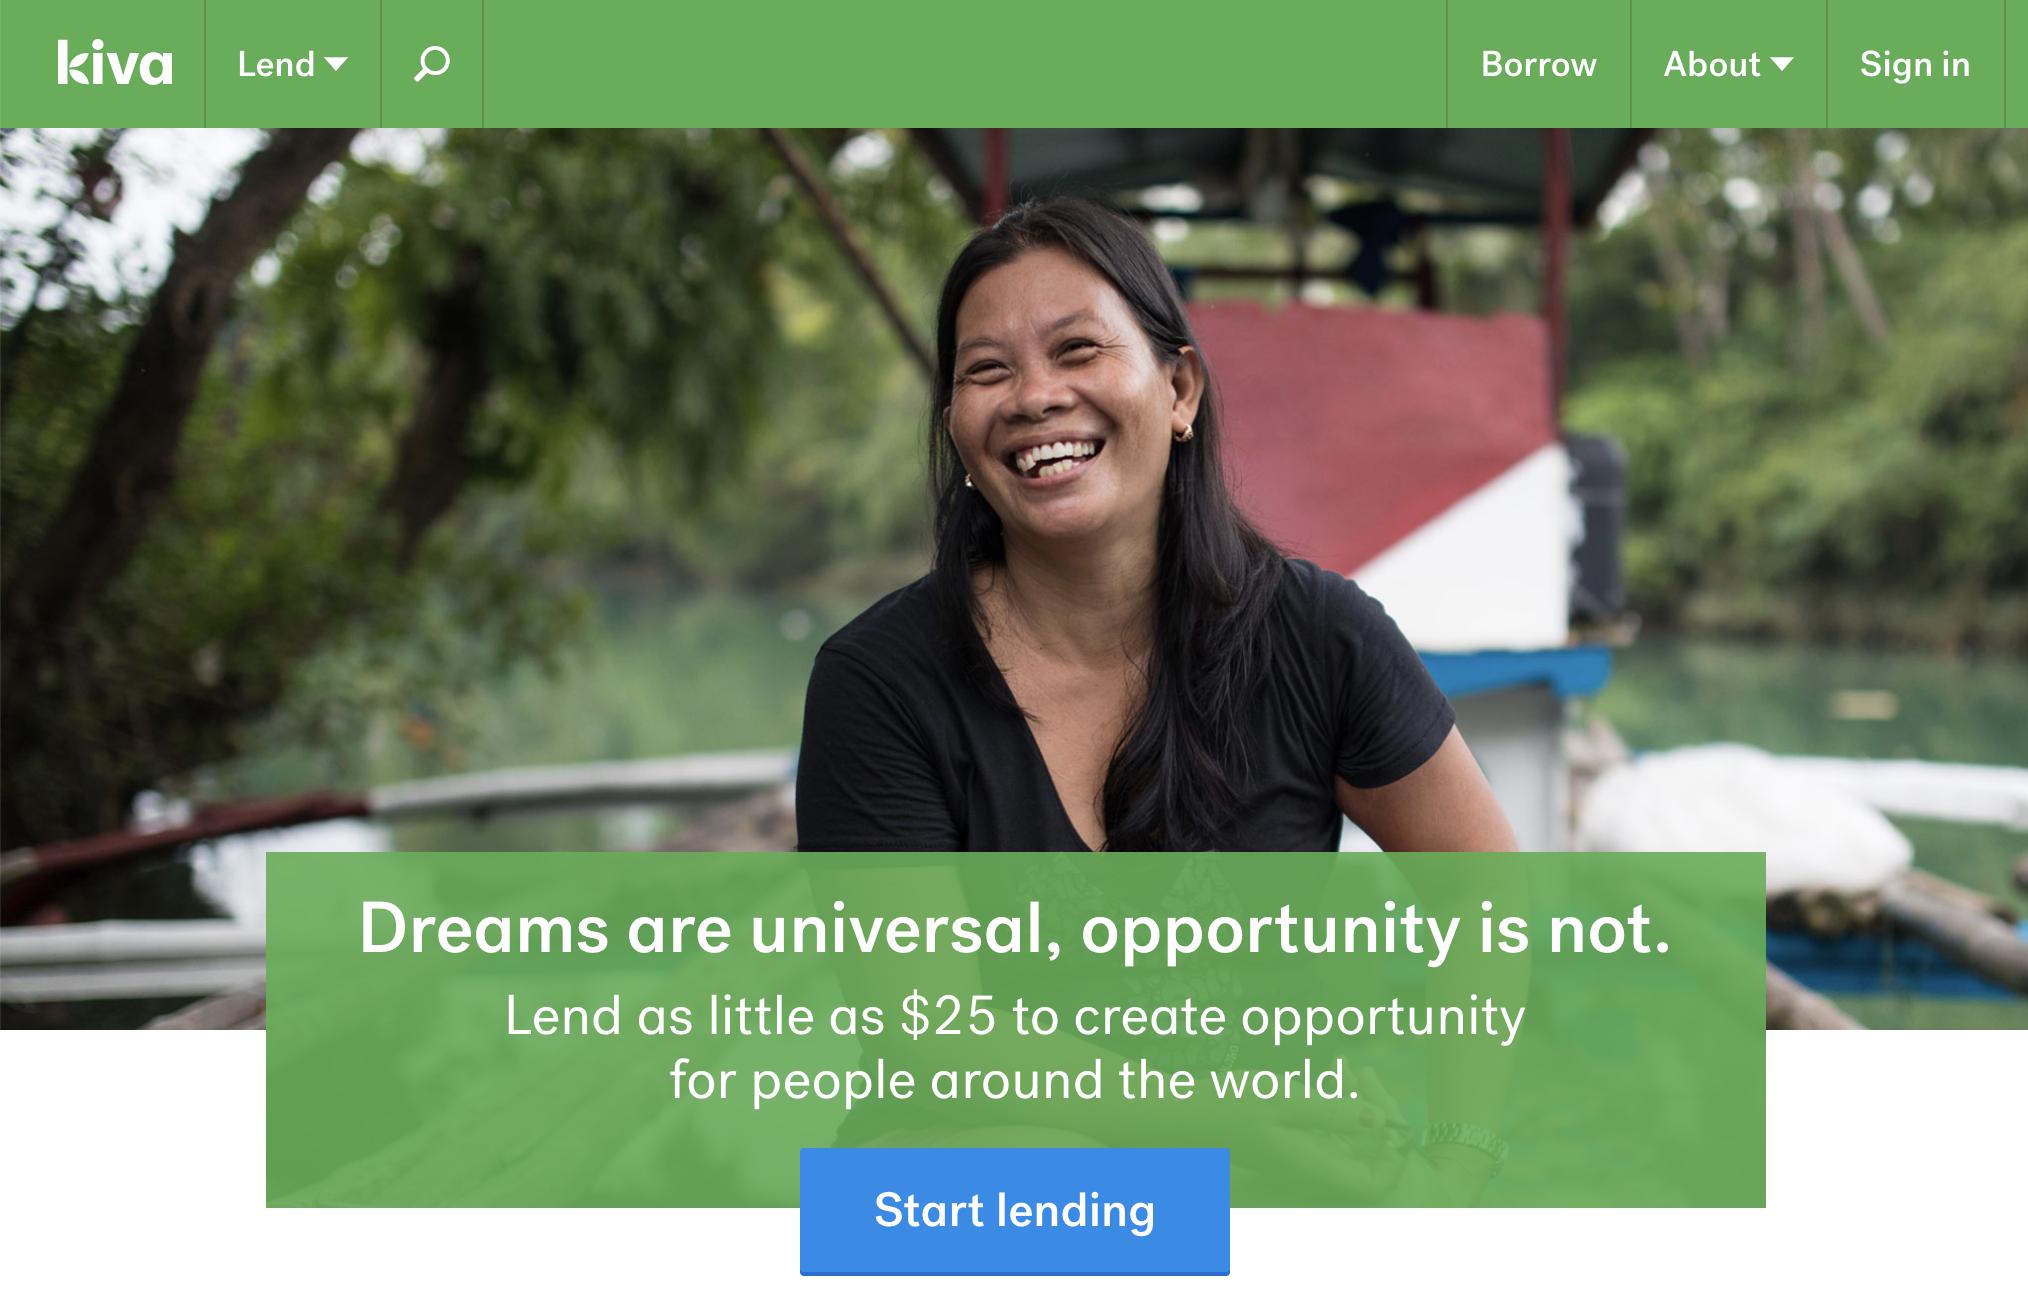 kiva
Lend
Borrow
About
Sign in
Dreams are universal, opportunity is not.
Lend as little as $25 to create opportunity
for people around the world.
Start lending